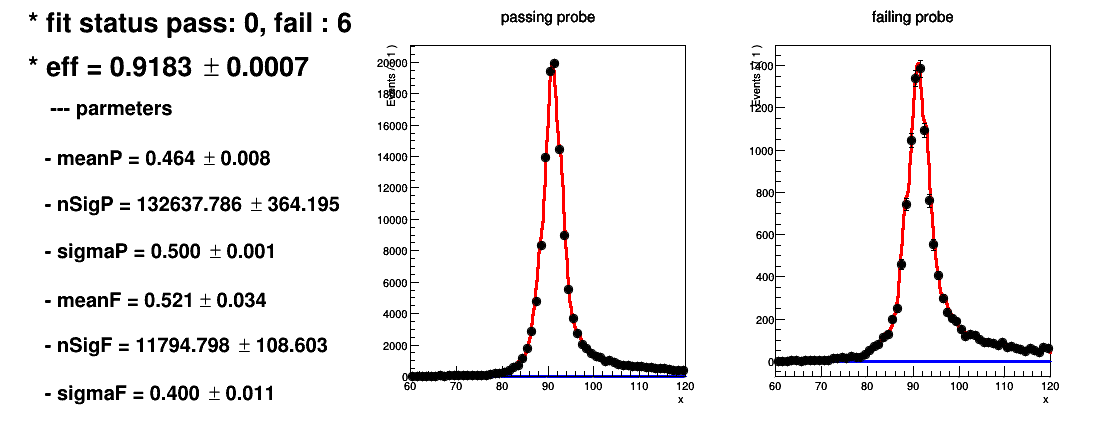 * fit status pass: 0, fail : 6
* eff = 0.9183 ± 0.0007
--- parmeters
- meanP = 0.464 ± 0.008
- nSigP = 132637.786 ± 364.195
- sigmaP = 0.500 ± 0.001
- meanF = 0.521 ± 0.034
- nSigF = 11794.798 ± 108.603
- sigmaF = 0.400 ± 0.011
passing probe
Events / ( 1 )
20000
18000
16000
14000
12000
10000
8000
6000
4000
2000
0
60 70 80 90 100 110 120
x
failing probe
Events / ( 1 )
1400
1200
1000
800
600
400
200
0
60 70 80 90 100 110 120
x